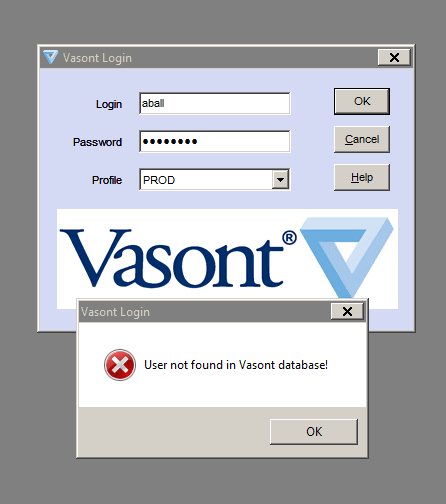 Vasont Login
Login aball
Password ●●●●●●●●
Profile PROD
OK
Cancel
Help
Vasont®
Vasont Login
User not found in Vasont database!
OK